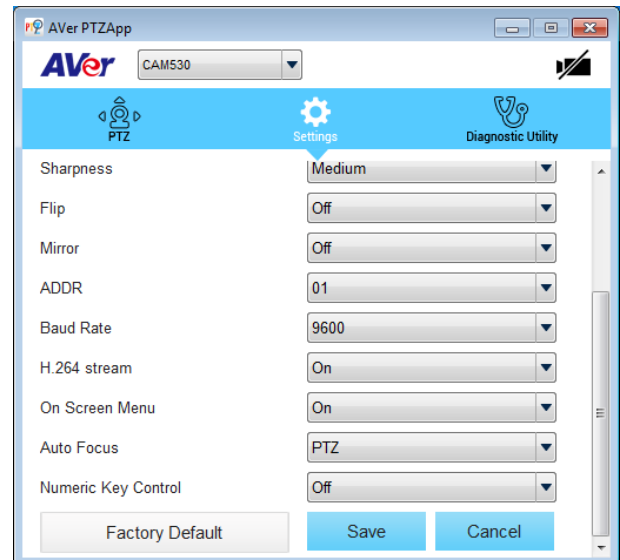 AVer PTZApp
AVer CAM530
PTZ Settings Diagnostic Utility
Sharpness Medium
Flip Off
Mirror Off
ADDR 01
Baud Rate 9600
H.264 stream On
On Screen Menu On
Auto Focus PTZ
Numeric Key Control Off
Factory Default Save Cancel